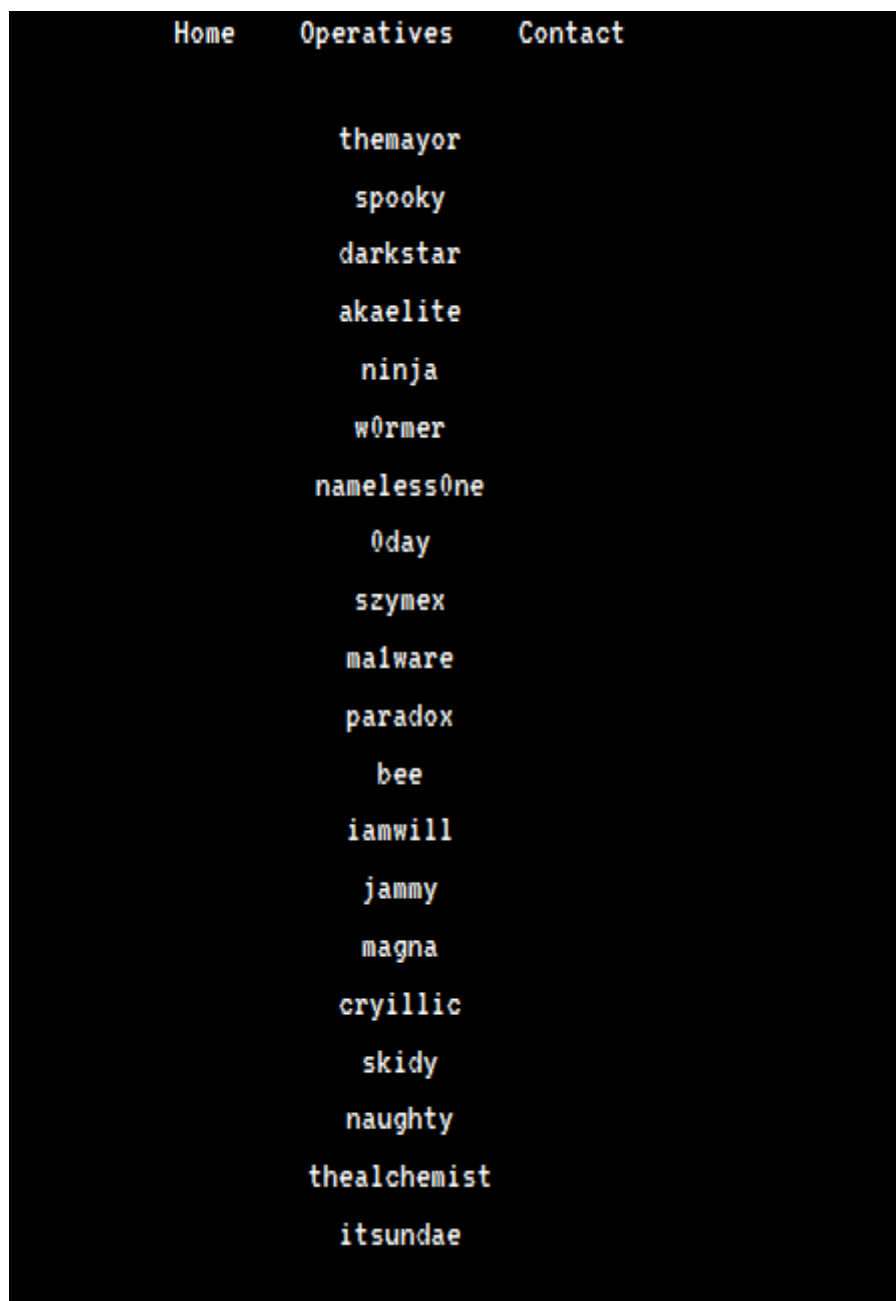 Home Operatives Contact
themayor
spooky
darkstar
akaelite
ninja
w0rmer
nameless0ne
0day
szymex
ma1ware
paradox
bee
iamwill
jammy
magna
cryillic
skidy
naughty
thealchemist
itsundae